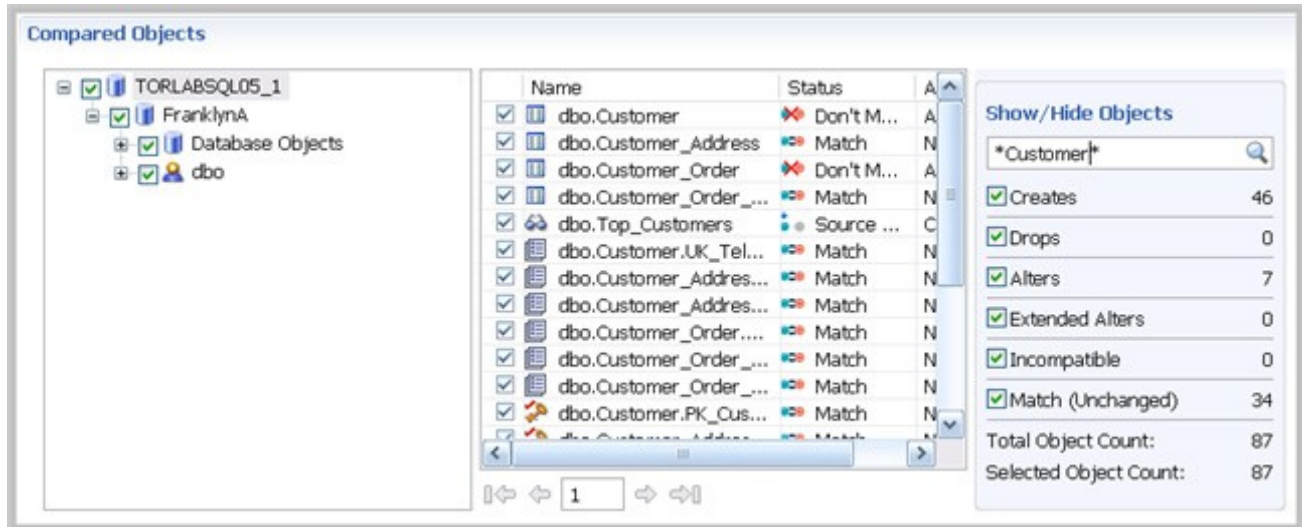 Compared Objects
TORLABSQL05_1
FranklynA
Database Objects
dbo
Name Status A
dbo.Customer Don't M... A
dbo.Customer_Address Match N
dbo.Customer_Order Don't M... A
dbo.Customer_Order_... Match N
dbo.Top_Customers Source ... C
dbo.Customer.UK_Tel... Match N
dbo.Customer_Addres... Match N
dbo.Customer_Addres... Match N
dbo.Customer_Order.... Match N
dbo.Customer_Order_... Match N
dbo.Customer_Order_... Match N
dbo.Customer.PK_Cus... Match N
1
Show/Hide Objects
*Customer*
Creates 46
Drops 0
Alters 7
Extended Alters 0
Incompatible 0
Match (Unchanged) 34
Total Object Count: 87
Selected Object Count: 87